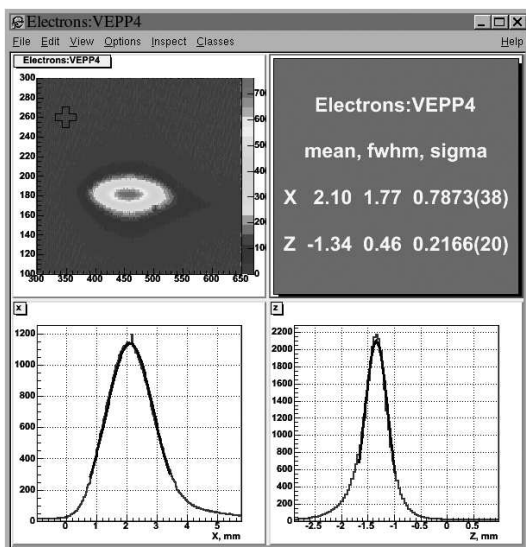 Electrons:VEPP4
File Edit View Options Inspect Classes Help
Electrons:VEPP4
300
280
260
240
220
200
180
160
140
120
100
300 350 400 450 500 550 600 650
700
600
500
400
300
200
100
0
Electrons:VEPP4
mean, fwhm, sigma
X 2.10 1.77 0.7873(38)
Z -1.34 0.46 0.2166(20)
x
1200
1000
800
600
400
200
0
0 1 2 3 4 5
X, mm
z
2200
2000
1800
1600
1400
1200
1000
800
600
400
200
0
-2.5 -2 -1.5 -1 -0.5 0 0.5
Z, mm